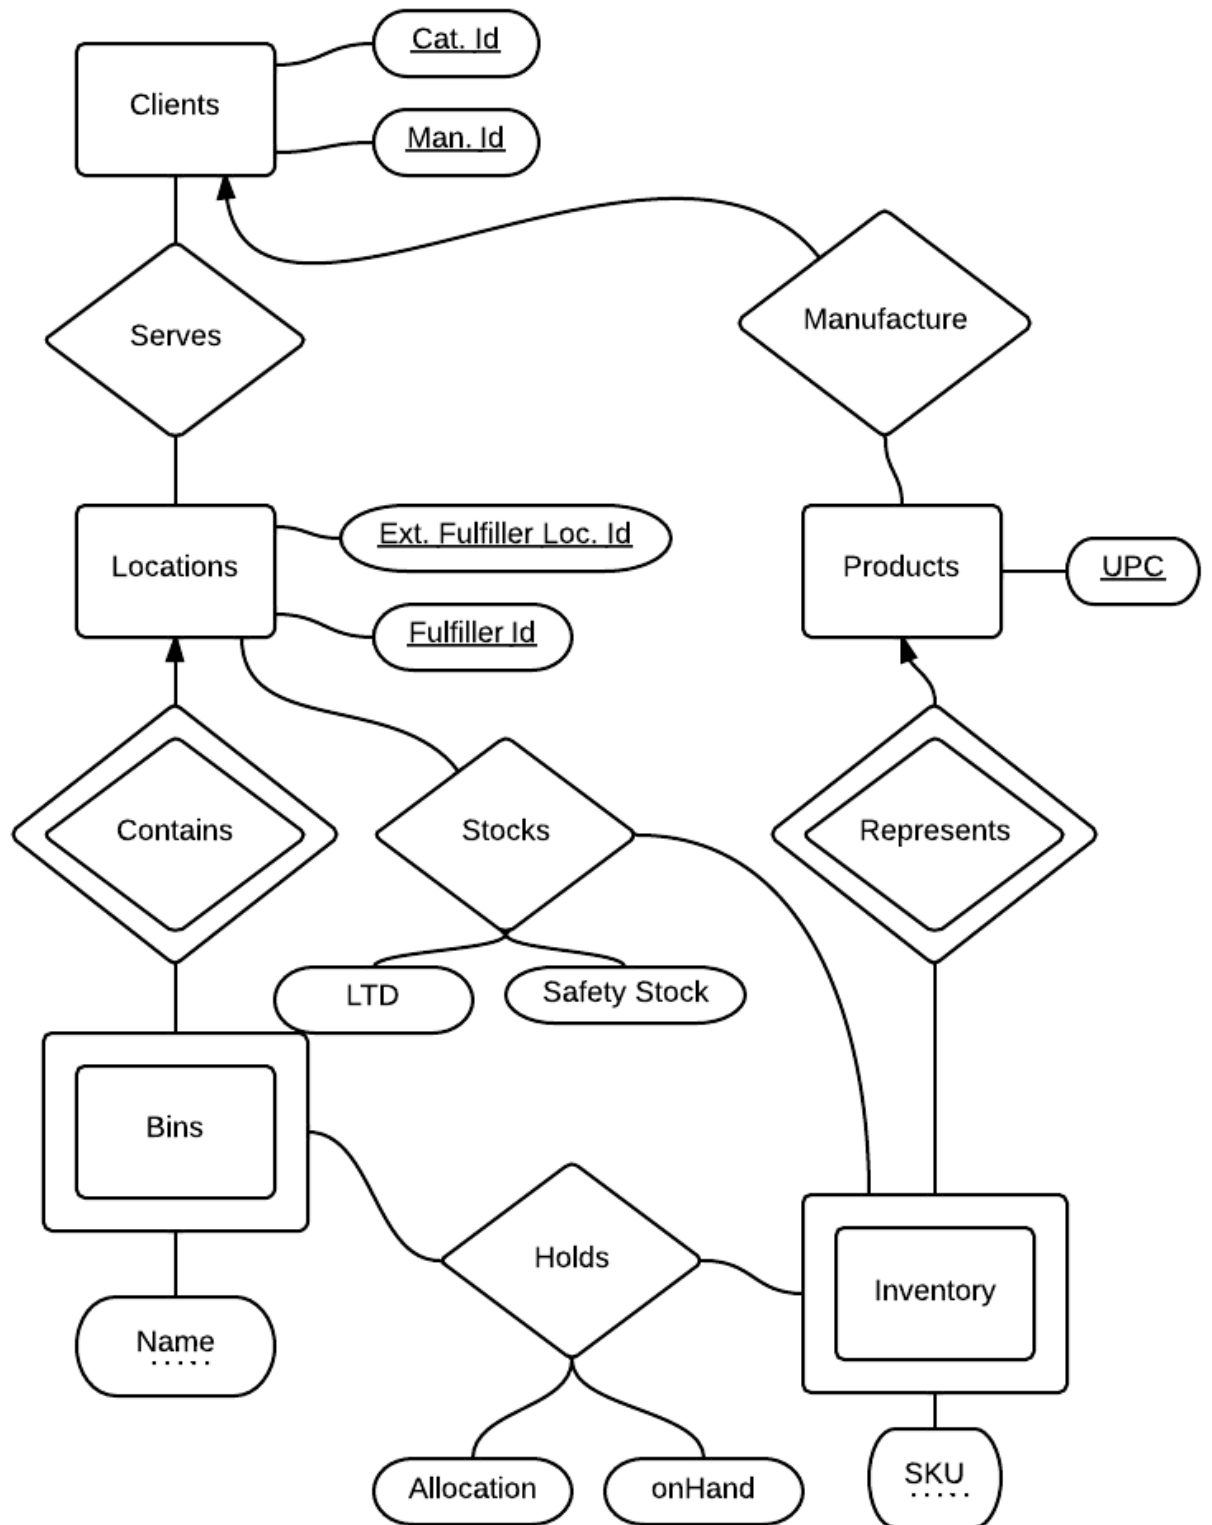 Cat. Id
Clients
Man. Id
Manufacture
Serves
Ext. Fulfiller Loc. Id
Locations
Products
UPC
Fulfiller Id
Contains
Stocks
Represents
LTD
Safety Stock
Bins
Holds
Inventory
Name
SKU
Allocation
onHand